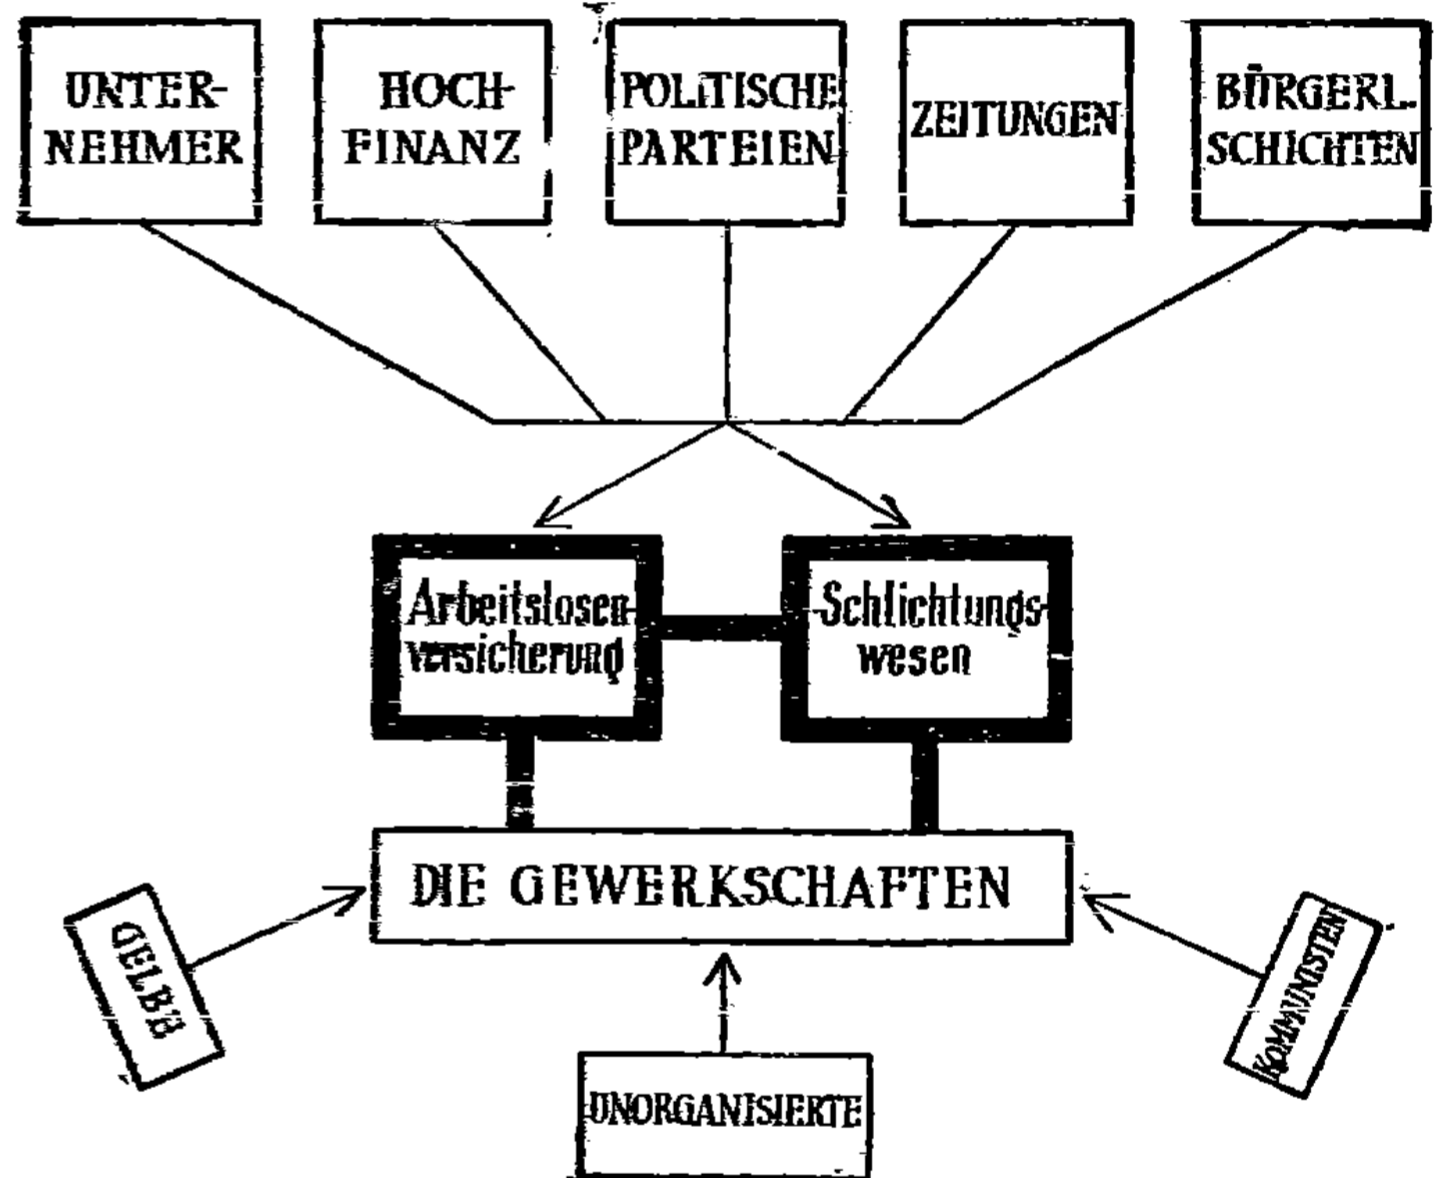 UNTER-
NEHMER
HOCH-
FINANZ
POLITISCHE
PARTEIEN
ZEITUNGEN
BÜRGERL.
SCHICHTEN
Arbeitslosen-
versicherung
Schlichtungs-
wesen
DIE GEWERKSCHAFTEN
GELBE
KOMMUNISTEN
UNORGANISIERTE